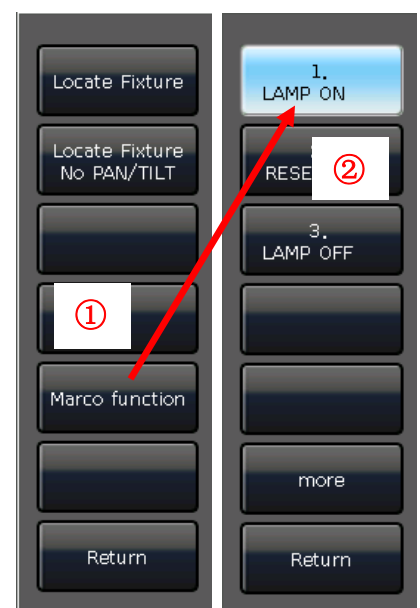 Locate Fixture
Locate Fixture
No PAN/TILT
①
Marco function
Return
1.
LAMP ON
②
RESE
3.
LAMP OFF
more
Return